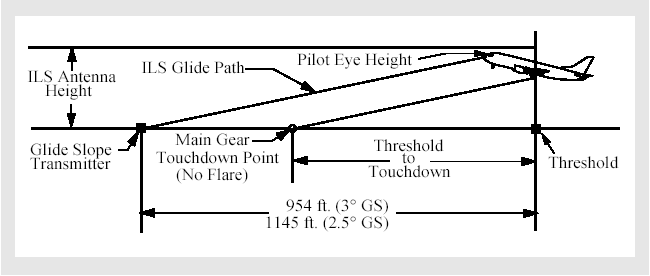 Pilot Eye Height
ILS Glide Path
ILS Antenna
Height
Glide Slope
Transmitter
Main Gear
Touchdown Point
(No Flare)
Threshold
to
Touchdown
Threshold
954 ft. (3° GS)
1145 ft. (2.5° GS)